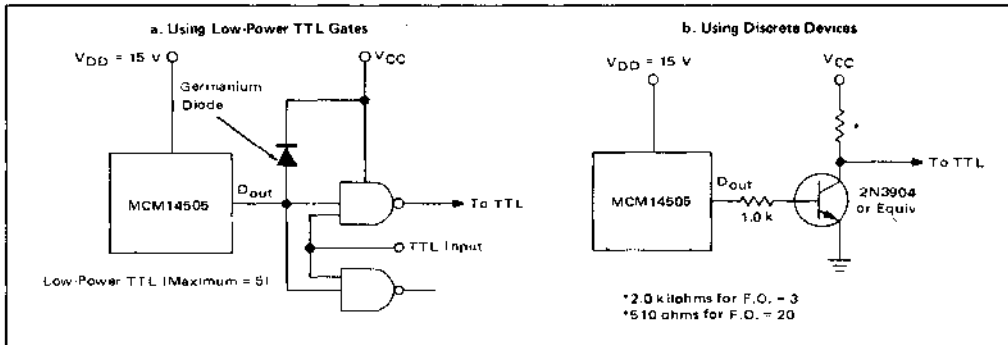 a. Using Low-Power TTL Gates
VDD = 15 V
VCC
Germanium
Diode
Dout
MCM14505
To TTL
TTL Input
Low-Power TTL (Maximum = 5)
b. Using Discrete Devices
VDD = 15 V
VCC
*
To TTL
Dout
MCM14505
1.0 k
2N3904
or Equiv
*2.0 kilohms for F.O. = 3
*510 ohms for F.O. = 20